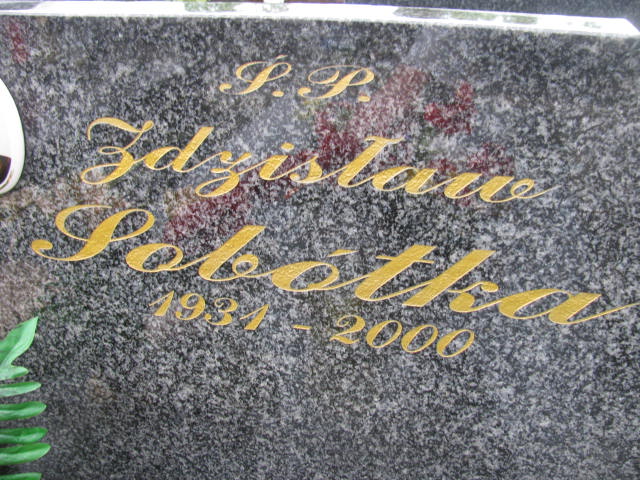 Ś.P.
Zdzisław
Sobótka
1931 - 2000